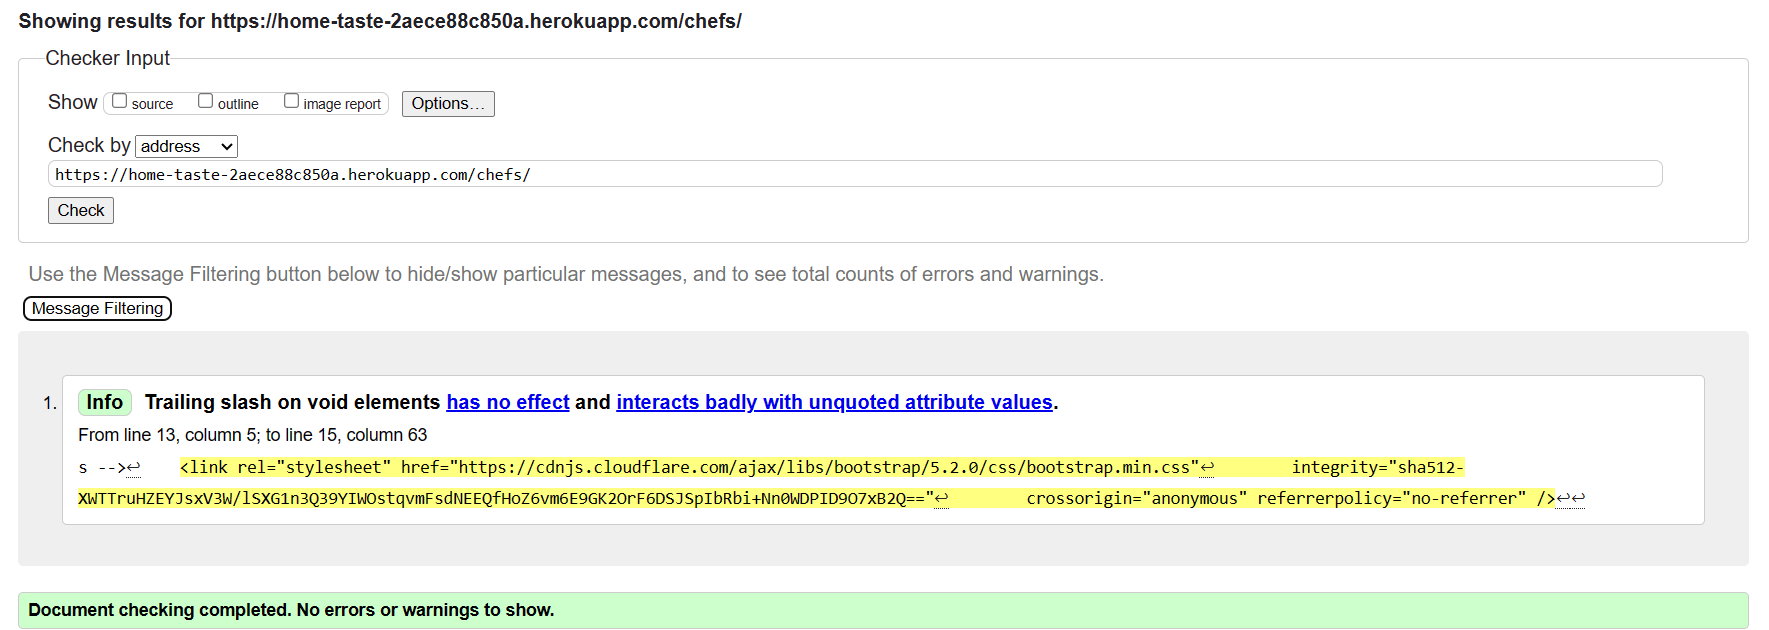 Showing results for https://home-taste-2aece88c850a.herokuapp.com/chefs/
Checker Input
Show source outline image report Options...
Check by address
https://home-taste-2aece88c850a.herokuapp.com/chefs/
Check
Use the Message Filtering button below to hide/show particular messages, and to see total counts of errors and warnings.
Message Filtering
1. Info Trailing slash on void elements has no effect and interacts badly with unquoted attribute values.
From line 13, column 5; to line 15, column 63
s -->↩ <link rel="stylesheet" href="https://cdnjs.cloudflare.com/ajax/libs/bootstrap/5.2.0/css/bootstrap.min.css"↩ integrity="sha512-
XWTTruHZEYJsxV3W/lSXG1n3Q39YIWOstqvmFsdNEEQfHoZ6vm6E9GK2OrF6DSJSpIbRbi+Nn0WDPID9O7xB2Q=="↩ crossorigin="anonymous" referrerpolicy="no-referrer" />↩↩
Document checking completed. No errors or warnings to show.